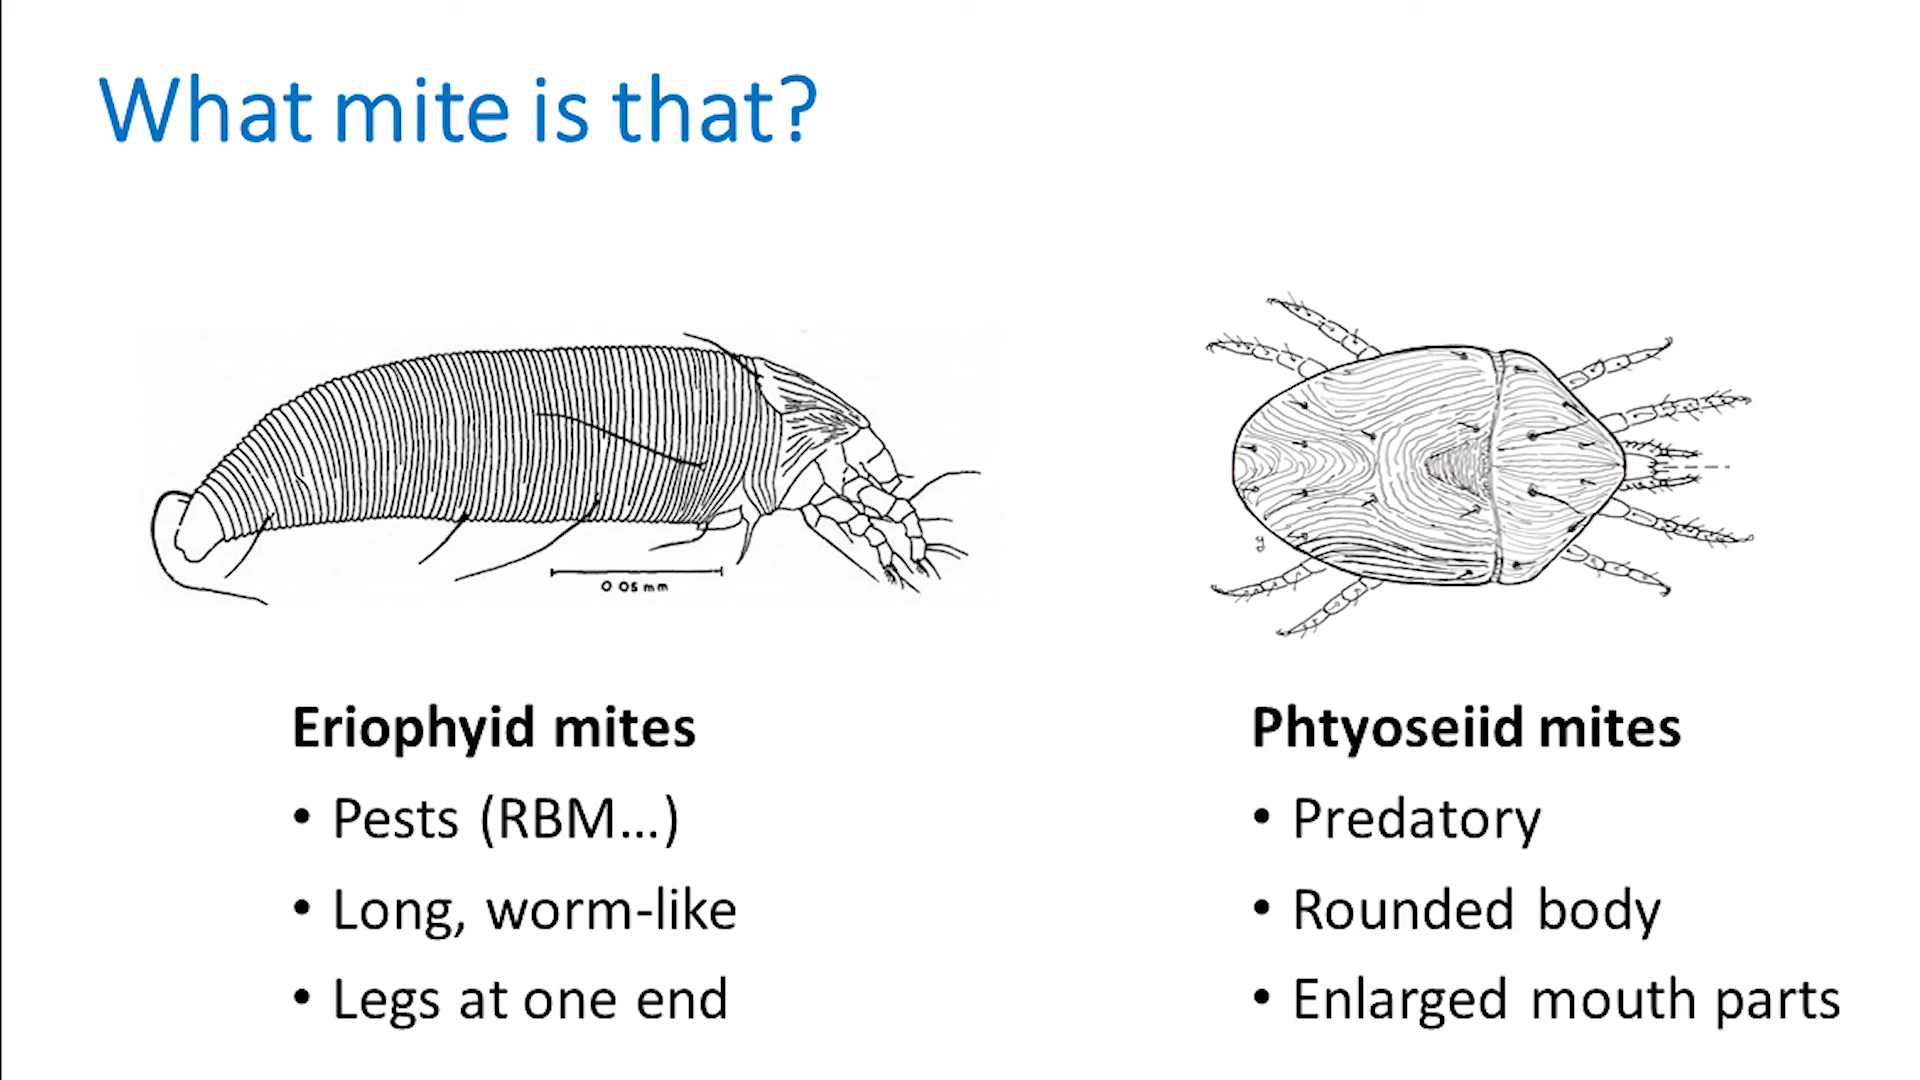 What mite is that?
0 05 mm
g
Eriophyid mites
• Pests (RBM...)
• Long, worm-like
• Legs at one end
Phtyoseiid mites
• Predatory
• Rounded body
• Enlarged mouth parts